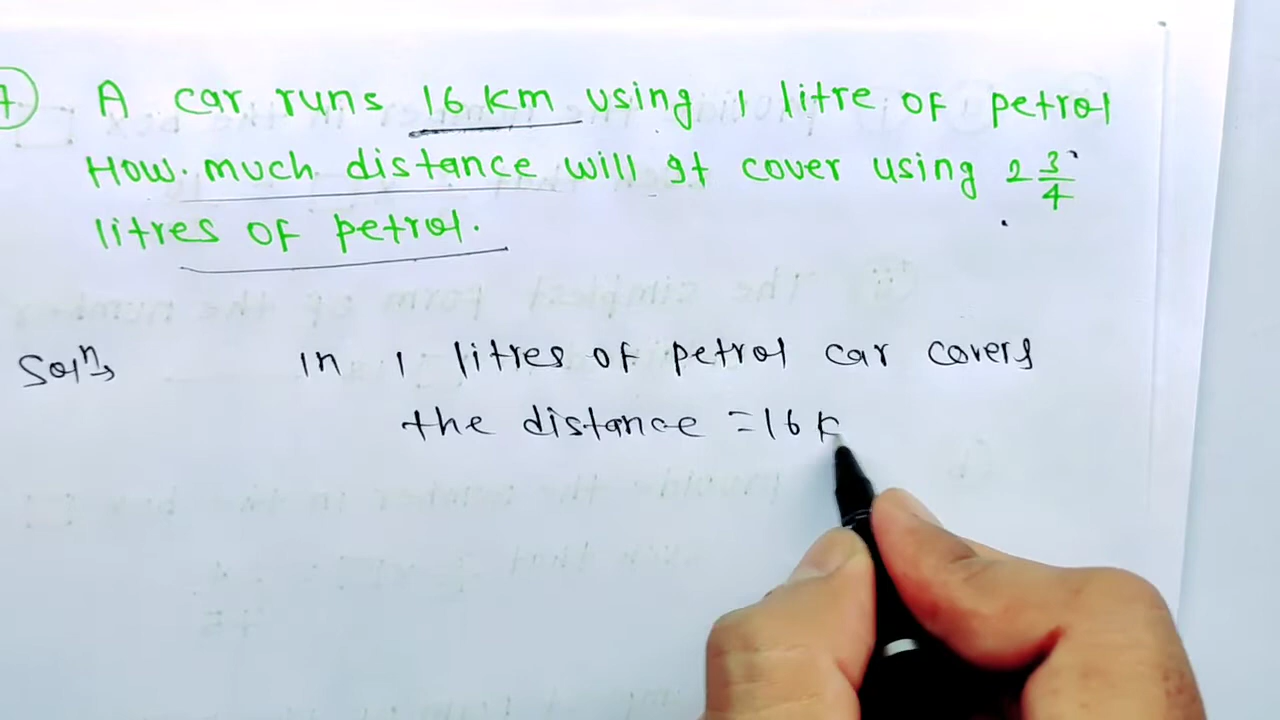 7 A car runs 16 km using 1 litre of petrol
How much distance will It cover using 2 3/4
litres of petrol.
Solⁿ, In 1 litres of petrol car covers
the distance = 16 k